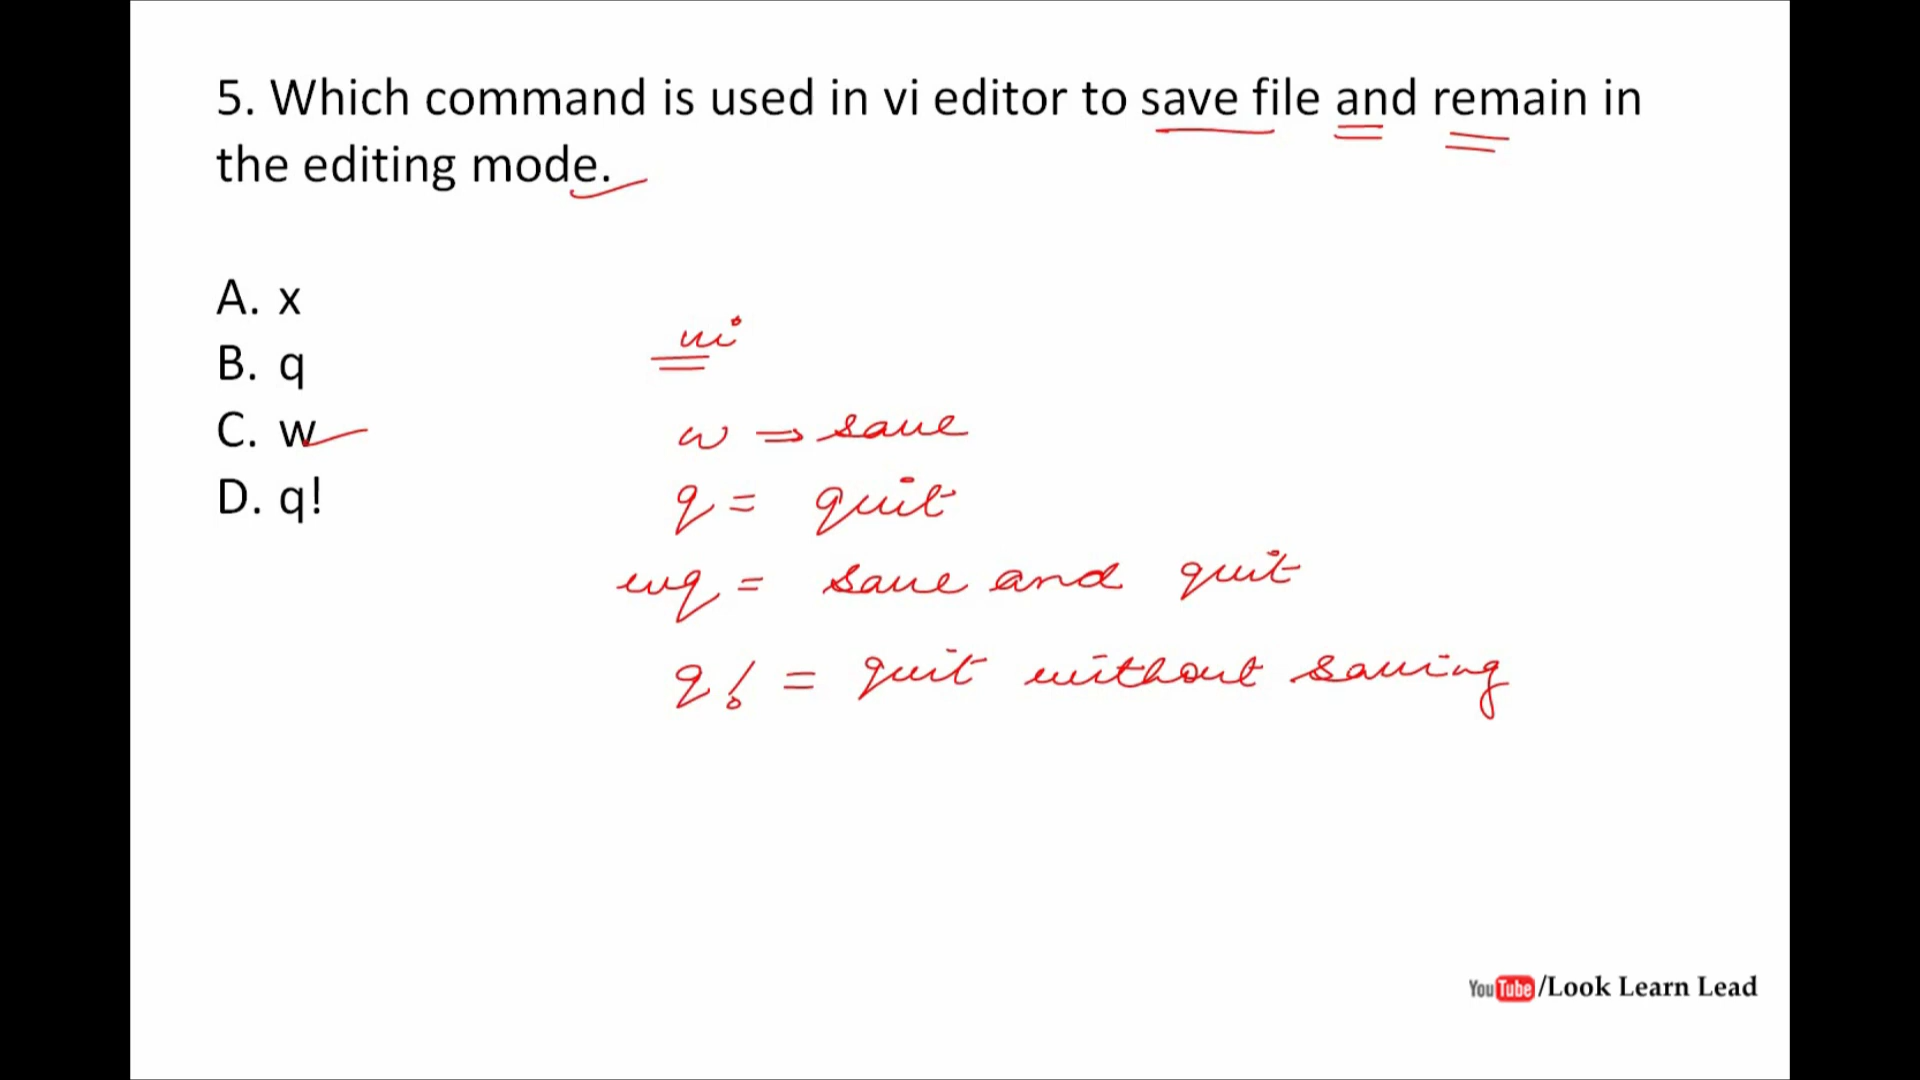 5. Which command is used in vi editor to save file and remain in
the editing mode.
A. x
B. q
C. w
D. q!
vi
w ⇒ save
q = quit
wq = save and quit
q! = quit without saving
YouTube/Look Learn Lead